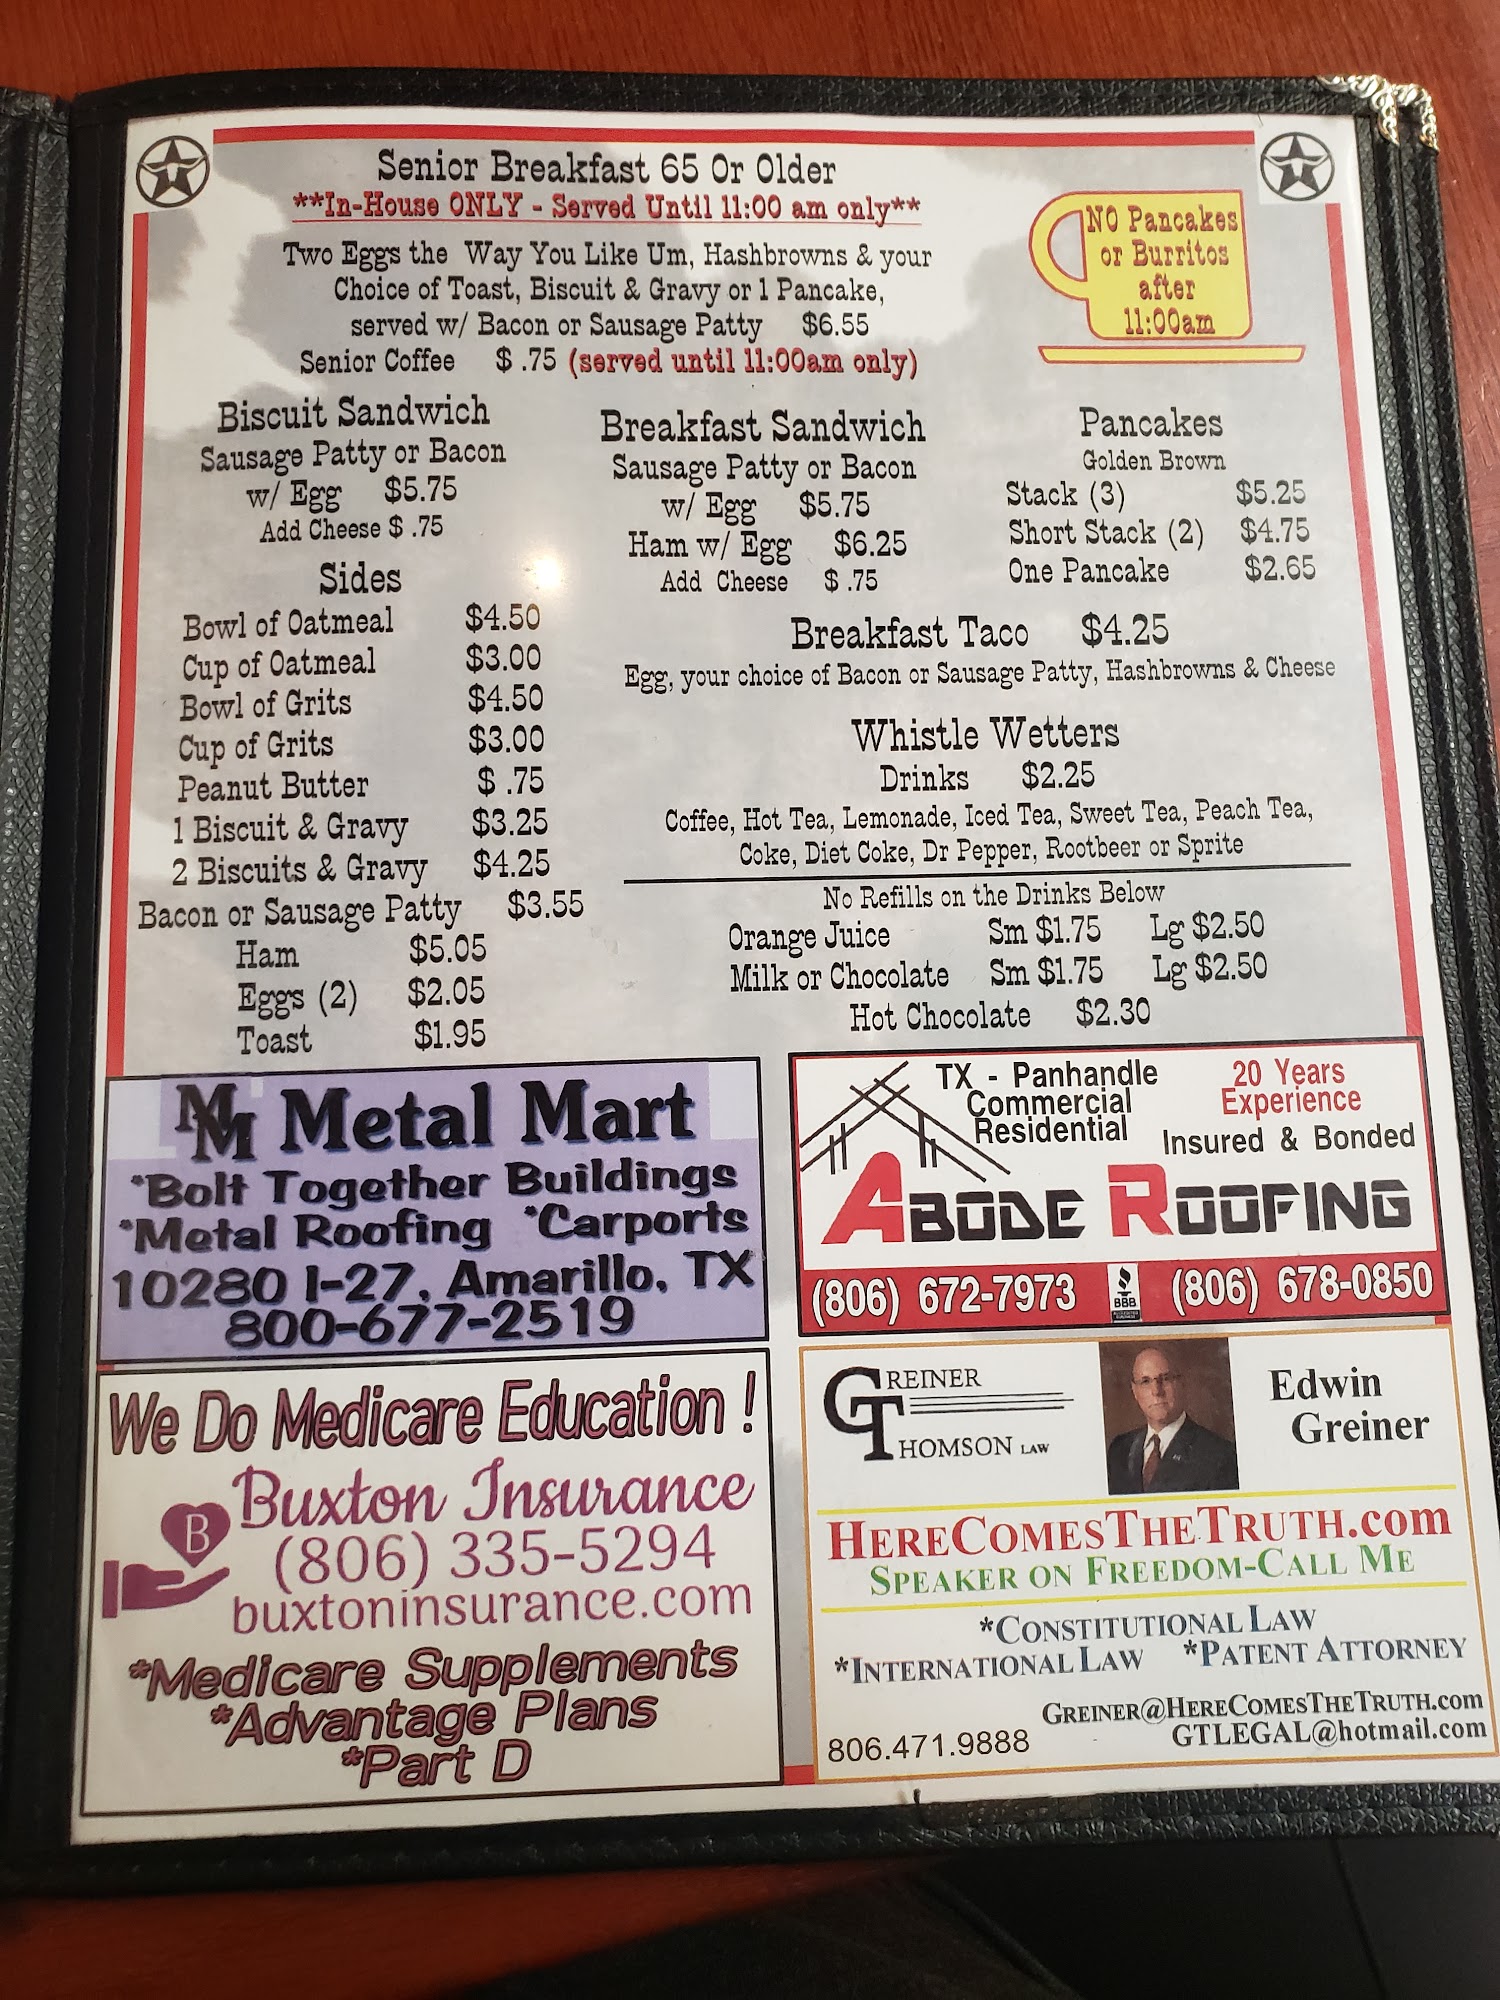 Senior Breakfast 65 Or Older
**In-House ONLY - Served Until 11:00 am only**
Two Eggs the Way You Like Um, Hashbrowns & your
Choice of Toast, Biscuit & Gravy or 1 Pancake,
served w/ Bacon or Sausage Patty $6.55
Senior Coffee $ .75 (served until 11:00am only)
NO Pancakes
or Burritos
after
11:00am
Biscuit Sandwich
Sausage Patty or Bacon
w/ Egg $5.75
Add Cheese $ .75
Breakfast Sandwich
Sausage Patty or Bacon
w/ Egg $5.75
Ham w/ Egg $6.25
Add Cheese $ .75
Pancakes
Golden Brown
Stack (3) $5.25
Short Stack (2) $4.75
One Pancake $2.65
Sides
Bowl of Oatmeal $4.50
Cup of Oatmeal $3.00
Bowl of Grits $4.50
Cup of Grits $3.00
Peanut Butter $ .75
1 Biscuit & Gravy $3.25
2 Biscuits & Gravy $4.25
Bacon or Sausage Patty $3.55
Ham $5.05
Eggs (2) $2.05
Toast $1.95
Breakfast Taco $4.25
Egg, your choice of Bacon or Sausage Patty, Hashbrowns & Cheese
Whistle Wetters
Drinks $2.25
Coffee, Hot Tea, Lemonade, Iced Tea, Sweet Tea, Peach Tea,
Coke, Diet Coke, Dr Pepper, Rootbeer or Sprite
No Refills on the Drinks Below
Orange Juice Sm $1.75 Lg $2.50
Milk or Chocolate Sm $1.75 Lg $2.50
Hot Chocolate $2.30
MM Metal Mart
*Bolt Together Buildings
*Metal Roofing *Carports
10280 I-27, Amarillo, TX
800-677-2519
TX - Panhandle
Commercial
Residential
20 Years
Experience
Insured & Bonded
ABODE ROOFING
(806) 672-7973 BBB (806) 678-0850
We Do Medicare Education !
B
Buxton Insurance
(806) 335-5294
buxtoninsurance.com
*Medicare Supplements
*Advantage Plans
*Part D
GREINER
THOMSON LAW
Edwin
Greiner
HERECOMESTHETRUTH.COM
SPEAKER ON FREEDOM-CALL ME
*CONSTITUTIONAL LAW
*INTERNATIONAL LAW *PATENT ATTORNEY
GREINER@HERECOMESTHETRUTH.COM
GTLEGAL@hotmail.com
806.471.9888